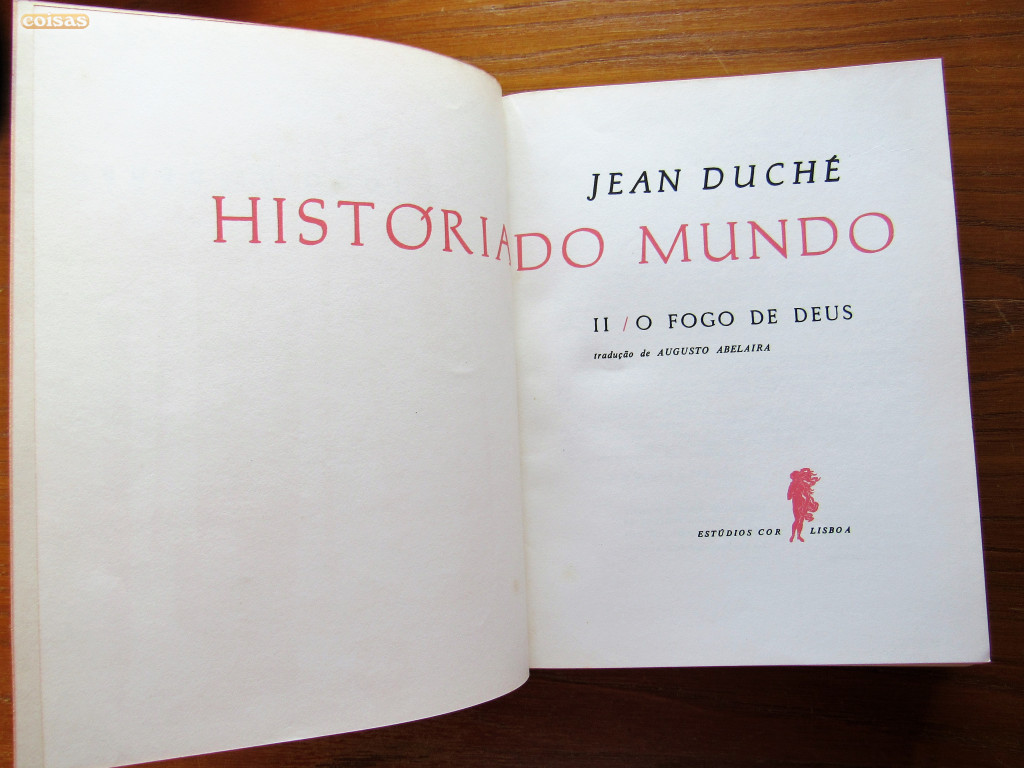 coisas
JEAN DUCHÉ
HISTÓRIA DO MUNDO
II / O FOGO DE DEUS
tradução de AUGUSTO ABELAIRA
ESTÚDIOS COR LISBOA